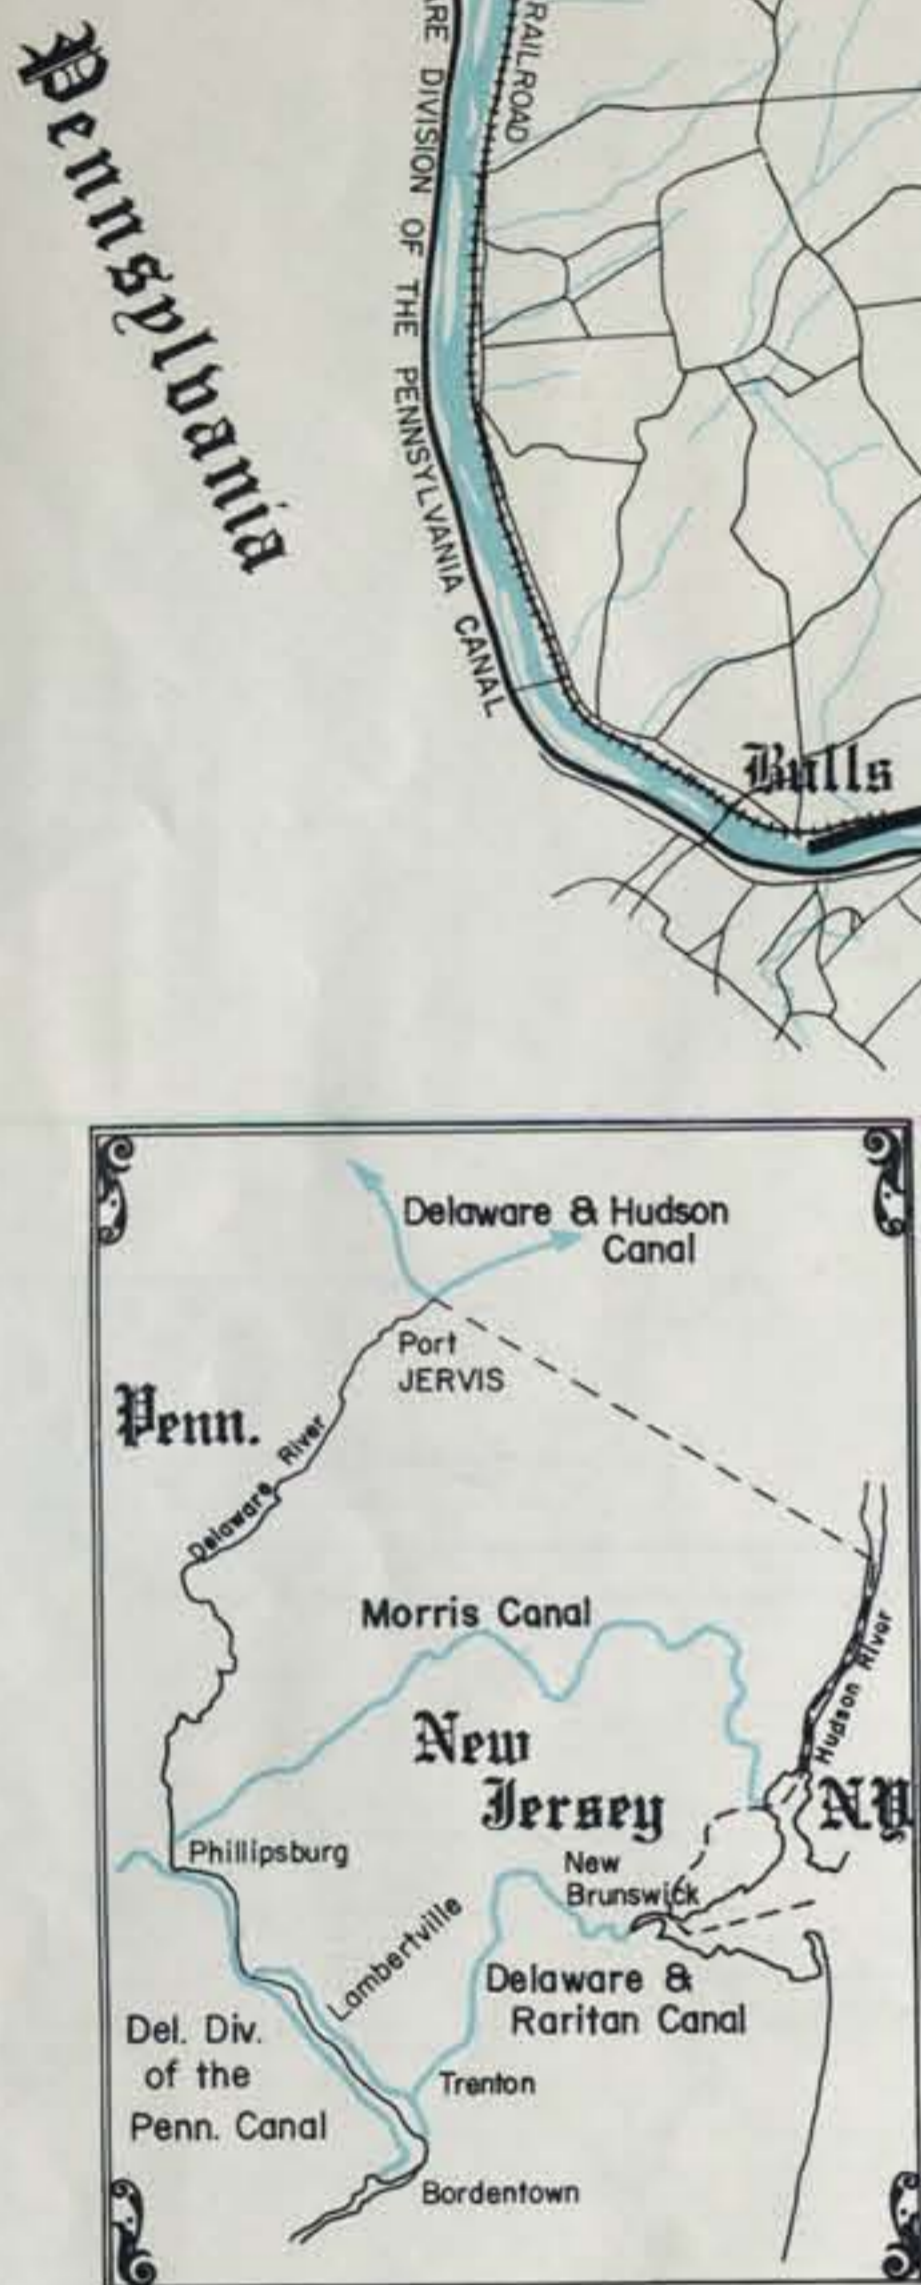 Pennsylvania
DIVISION OF THE PENNSYLVANIA CANAL
RAILROAD
Bulls
Delaware & Hudson
Canal
Port
JERVIS
Penn.
Delaware River
Morris Canal
New
Jersey
Hudson River
N.Y.
Phillipsburg
New
Brunswick
Lambertville
Delaware &
Raritan Canal
Del. Div.
of the
Penn. Canal
Trenton
Bordentown